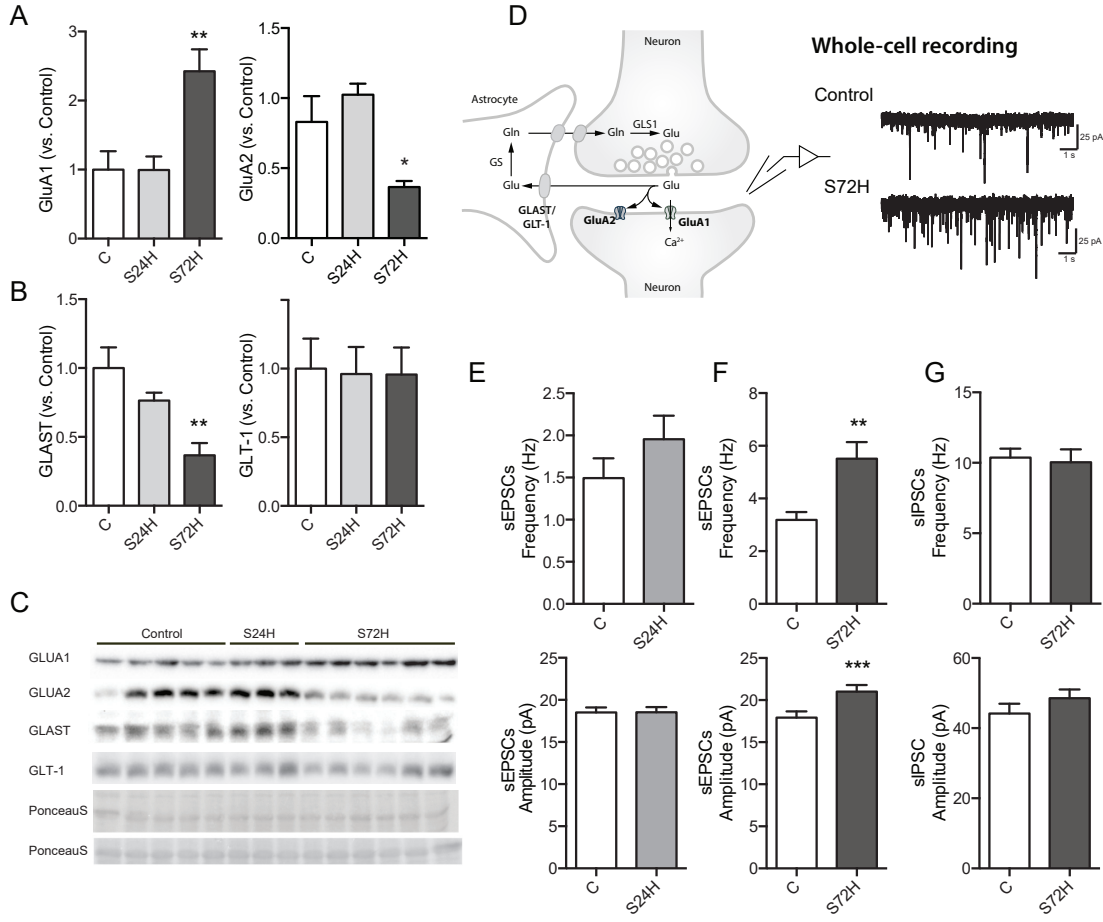 A
GluA1 (vs. Control)
3
2
1
0
**
C
S24H
S72H
GluA2 (vs. Control)
1.5
1.0
0.5
0.0
*
C
S24H
S72H
B
GLAST (vs. Control)
1.5
1.0
0.5
0.0
**
C
S24H
S72H
GLT-1 (vs. Control)
1.5
1.0
0.5
0.0
C
S24H
S72H
C
Control
S24H
S72H
GLUA1
GLUA2
GLAST
GLT-1
PonceauS
PonceauS
D
Neuron
Astrocyte
Gln
Gln
GLS1
Glu
GS
Glu
Glu
GLAST/
GLT-1
GluA2
GluA1
Ca²⁺
Neuron
Whole-cell recording
Control
25 pA
1 s
S72H
25 pA
1 s
E
sEPSCs
Frequency (Hz)
2.5
2.0
1.5
1.0
0.5
0.0
C
S24H
sEPSCs
Amplitude (pA)
25
20
15
10
5
0
C
S24H
F
sEPSCs
Frequency (Hz)
8
6
4
2
0
**
C
S72H
sEPSCs
Amplitude (pA)
25
20
15
10
5
0
***
C
S72H
G
sIPSCs
Frequency (Hz)
15
10
5
0
C
S72H
sIPSC
Amplitude (pA)
60
40
20
0
C
S72H